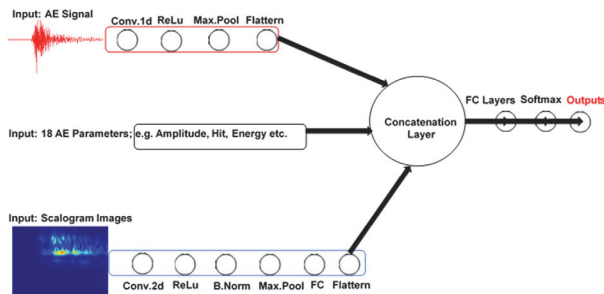 Input: AE Signal
Conv.1d ReLu Max.Pool Flattern
Input: 18 AE Parameters; e.g. Amplitude, Hit, Energy etc.
Concatenation
Layer
FC Layers Softmax Outputs
Input: Scalogram Images
Conv.2d ReLu B.Norm Max.Pool FC Flattern